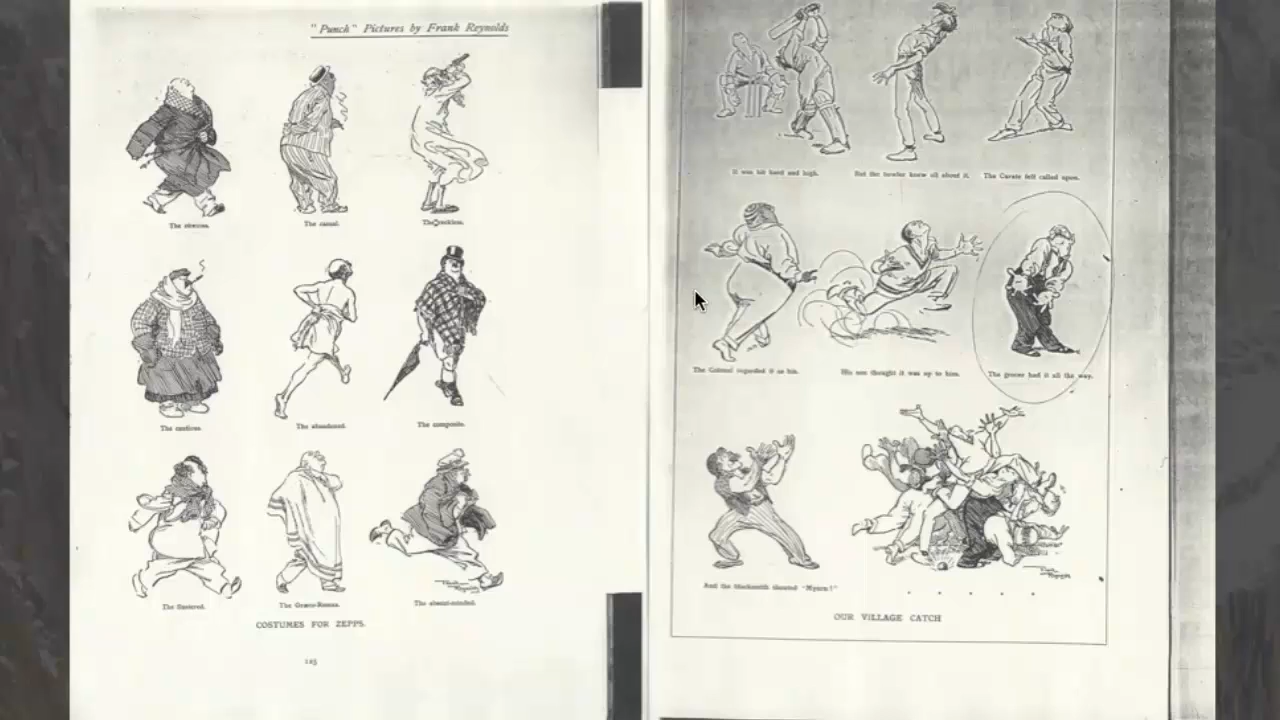 "Punch" Pictures by Frank Reynolds
The casual.
The reckless.
The cautious.
The abandoned.
The composite.
The flustered.
The Græco-Roman.
The absent-minded.
COSTUMES FOR ZEPPS.
125
It was hit hard and high.
But the bowler knew all about it.
The Curate felt called upon.
The Colonel regarded it as his.
His son thought it was up to him.
The grocer had it all the way.
And the blacksmith shouted "Myurn!"
OUR VILLAGE CATCH